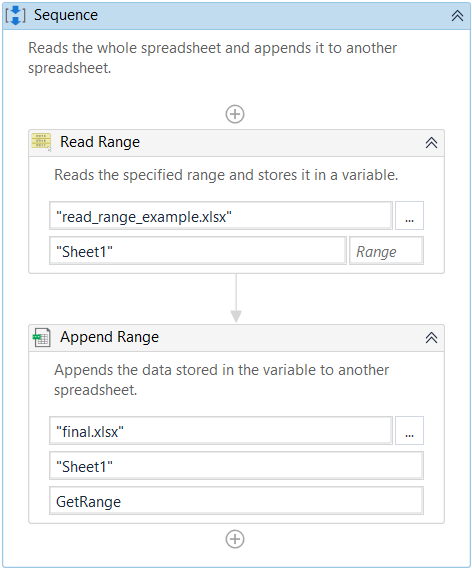 Sequence
Reads the whole spreadsheet and appends it to another
spreadsheet.
Read Range
Reads the specified range and stores it in a variable.
"read_range_example.xlsx"
...
"Sheet1"
Range
Append Range
Appends the data stored in the variable to another
spreadsheet.
"final.xlsx"
...
"Sheet1"
GetRange